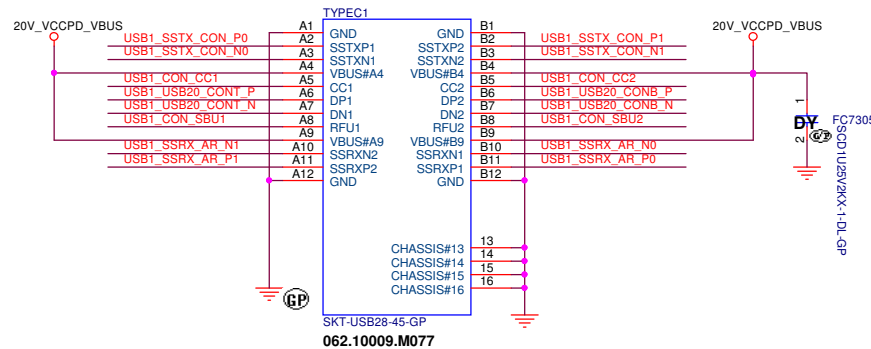 TYPEC1
20V_VCCPD_VBUS
USB1_SSTX_CON_P0
USB1_SSTX_CON_N0
USB1_CON_CC1
USB1_USB20_CONT_P
USB1_USB20_CONT_N
USB1_CON_SBU1
USB1_SSRX_AR_N1
USB1_SSRX_AR_P1
A1 GND
A2 SSTXP1
A3 SSTXN1
A4 VBUS#A4
A5 CC1
A6 DP1
A7 DN1
A8 RFU1
A9 VBUS#A9
A10 SSRXN2
A11 SSRXP2
A12 GND
GND B1
SSTXP2 B2
SSTXN2 B3
VBUS#B4 B4
CC2 B5
DP2 B6
DN2 B7
RFU2 B8
VBUS#B9 B9
SSRXN1 B10
SSRXP1 B11
GND B12
CHASSIS#13 13
CHASSIS#14 14
CHASSIS#15 15
CHASSIS#16 16
USB1_SSTX_CON_P1
USB1_SSTX_CON_N1
USB1_CON_CC2
USB1_USB20_CONB_P
USB1_USB20_CONB_N
USB1_CON_SBU2
USB1_SSRX_AR_N0
USB1_SSRX_AR_P0
20V_VCCPD_VBUS
1
DY
2
G/P
FC7305
SCD1U25V2KX-1-DL-GP
GP
SKT-USB28-45-GP
062.10009.M077